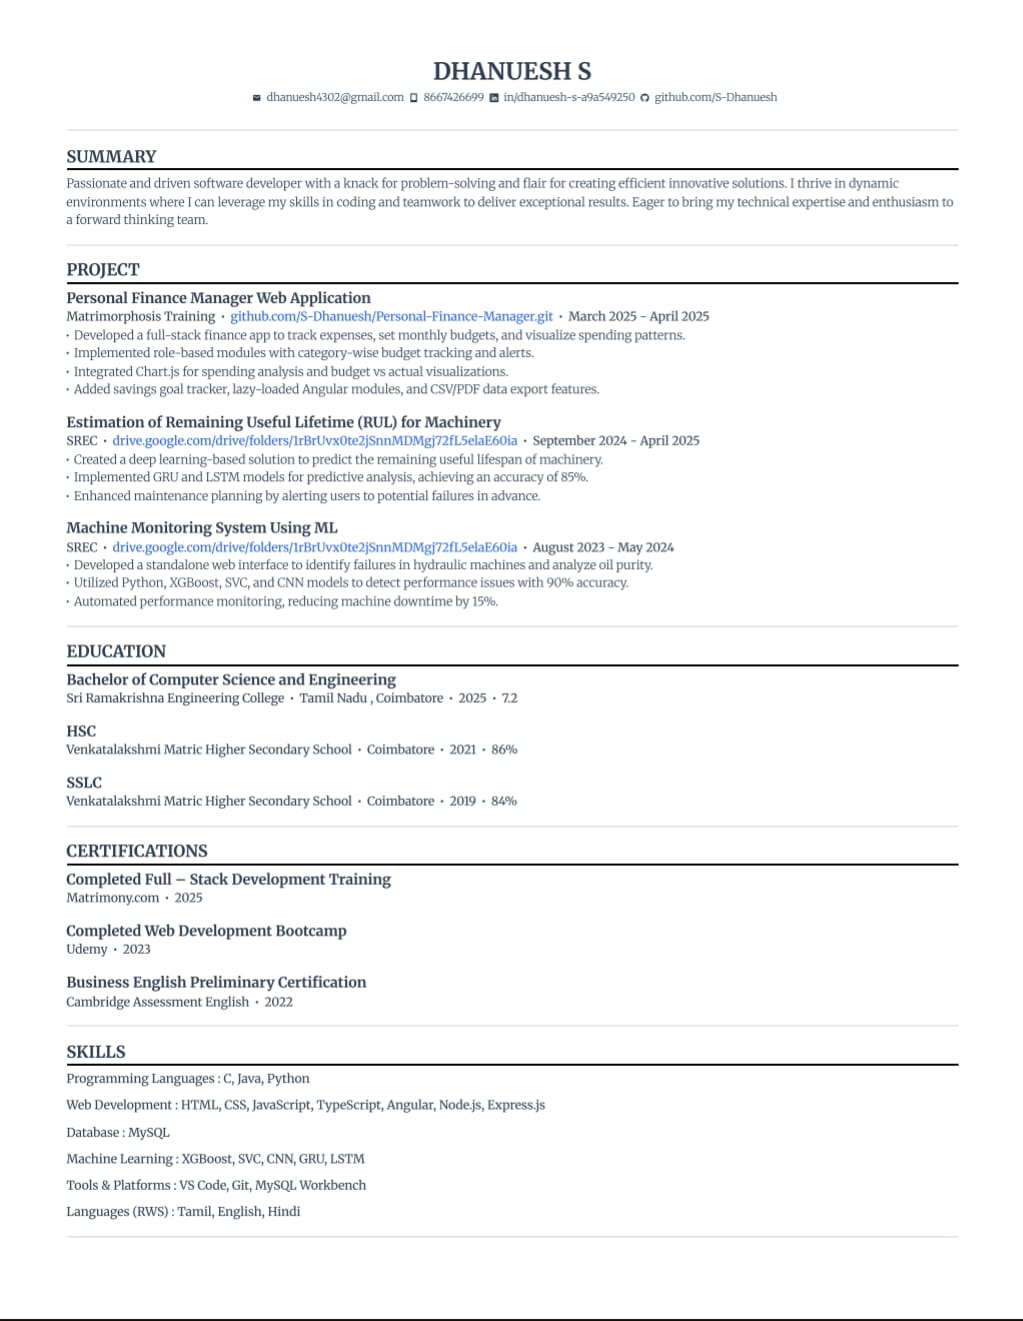 DHANUESH S
dhanuesh4302@gmail.com 8667426699 in/dhanuesh-s-a9a549250 github.com/S-Dhanuesh
SUMMARY
Passionate and driven software developer with a knack for problem-solving and flair for creating efficient innovative solutions. I thrive in dynamic
environments where I can leverage my skills in coding and teamwork to deliver exceptional results. Eager to bring my technical expertise and enthusiasm to
a forward thinking team.
PROJECT
Personal Finance Manager Web Application
Matrimorphosis Training • github.com/S-Dhanuesh/Personal-Finance-Manager.git • March 2025 - April 2025
• Developed a full-stack finance app to track expenses, set monthly budgets, and visualize spending patterns.
• Implemented role-based modules with category-wise budget tracking and alerts.
• Integrated Chart.js for spending analysis and budget vs actual visualizations.
• Added savings goal tracker, lazy-loaded Angular modules, and CSV/PDF data export features.
Estimation of Remaining Useful Lifetime (RUL) for Machinery
SREC • drive.google.com/drive/folders/1rBrUvx0te2jSnnMDMgj72fL5elaE60ia • September 2024 - April 2025
• Created a deep learning-based solution to predict the remaining useful lifespan of machinery.
• Implemented GRU and LSTM models for predictive analysis, achieving an accuracy of 85%.
• Enhanced maintenance planning by alerting users to potential failures in advance.
Machine Monitoring System Using ML
SREC • drive.google.com/drive/folders/1rBrUvx0te2jSnnMDMgj72fL5elaE60ia • August 2023 - May 2024
• Developed a standalone web interface to identify failures in hydraulic machines and analyze oil purity.
• Utilized Python, XGBoost, SVC, and CNN models to detect performance issues with 90% accuracy.
• Automated performance monitoring, reducing machine downtime by 15%.
EDUCATION
Bachelor of Computer Science and Engineering
Sri Ramakrishna Engineering College • Tamil Nadu , Coimbatore • 2025 • 7.2
HSC
Venkatalakshmi Matric Higher Secondary School • Coimbatore • 2021 • 86%
SSLC
Venkatalakshmi Matric Higher Secondary School • Coimbatore • 2019 • 84%
CERTIFICATIONS
Completed Full – Stack Development Training
Matrimony.com • 2025
Completed Web Development Bootcamp
Udemy • 2023
Business English Preliminary Certification
Cambridge Assessment English • 2022
SKILLS
Programming Languages : C, Java, Python
Web Development : HTML, CSS, JavaScript, TypeScript, Angular, Node.js, Express.js
Database : MySQL
Machine Learning : XGBoost, SVC, CNN, GRU, LSTM
Tools & Platforms : VS Code, Git, MySQL Workbench
Languages (RWS) : Tamil, English, Hindi